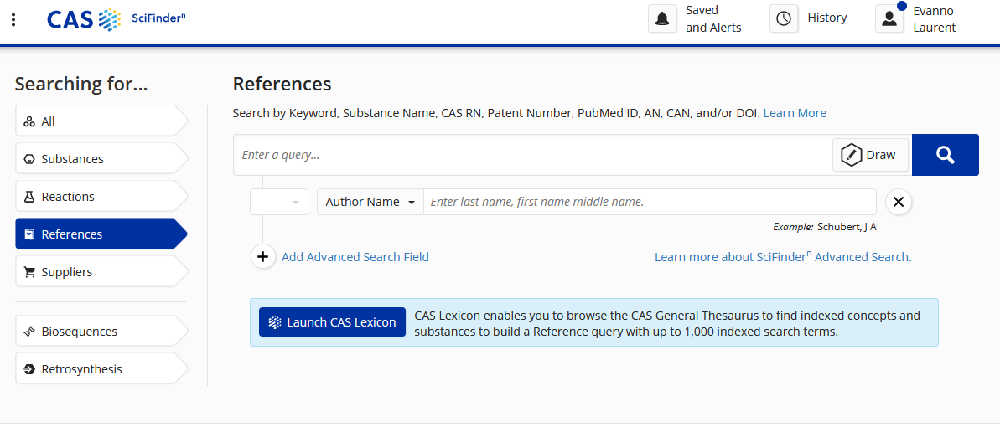 CAS SciFinderⁿ
Saved and Alerts
History
Evanno Laurent
Searching for...
All
Substances
Reactions
References
Suppliers
Biosequences
Retrosynthesis
References
Search by Keyword, Substance Name, CAS RN, Patent Number, PubMed ID, AN, CAN, and/or DOI. Learn More
Enter a query...
Draw
-
Author Name
Enter last name, first name middle name.
Example: Schubert, J A
Add Advanced Search Field
Learn more about SciFinderⁿ Advanced Search.
Launch CAS Lexicon
CAS Lexicon enables you to browse the CAS General Thesaurus to find indexed concepts and
substances to build a Reference query with up to 1,000 indexed search terms.